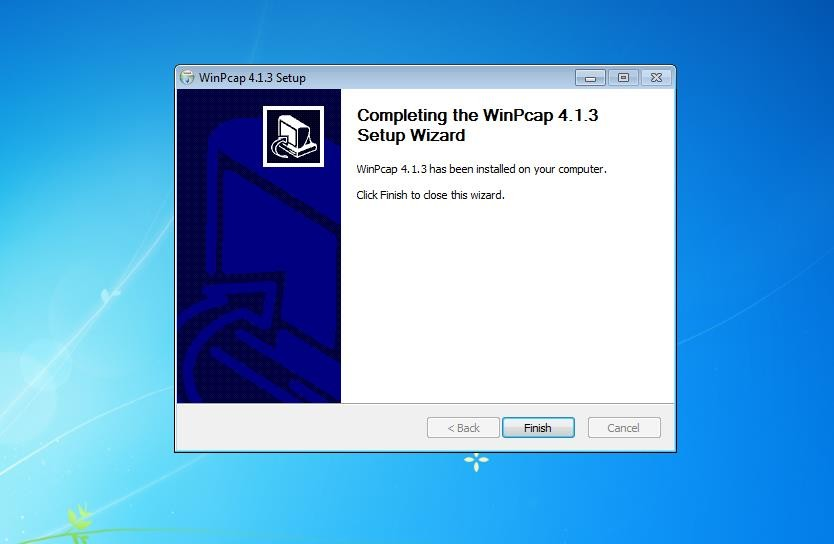 WinPcap 4.1.3 Setup
Completing the WinPcap 4.1.3
Setup Wizard
WinPcap 4.1.3 has been installed on your computer.
Click Finish to close this wizard.
< Back
Finish
Cancel